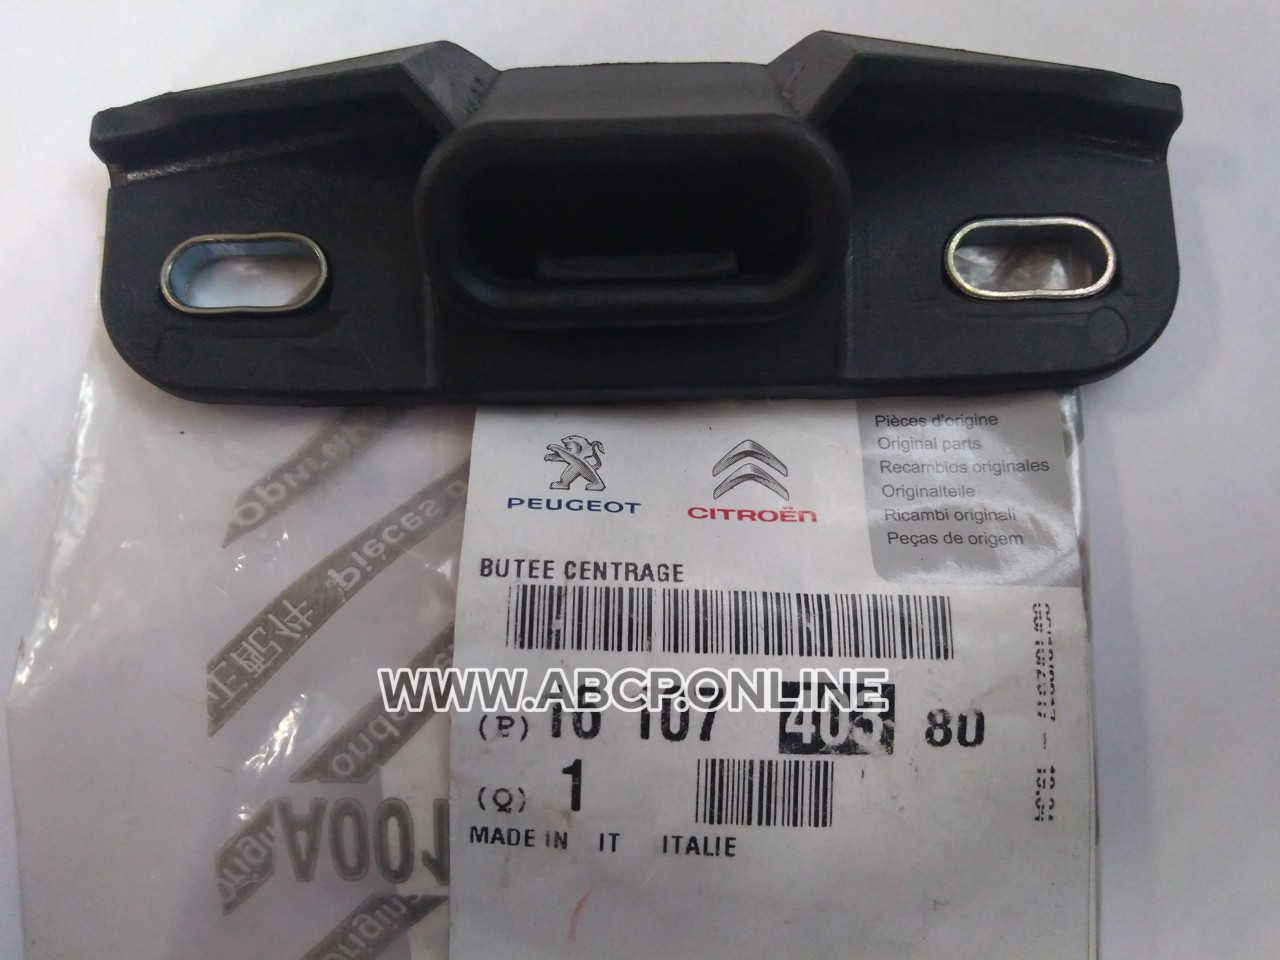 Pièces d'origine
Original parts
Recambios originales
Originalteile
Ricambi originali
Peças de origem
PEUGEOT
CITROËN
BUTEE CENTRAGE
WWW.ABCP.ONLINE
(P) 16 107 405 80
(Q) 1
MADE IN IT ITALIE